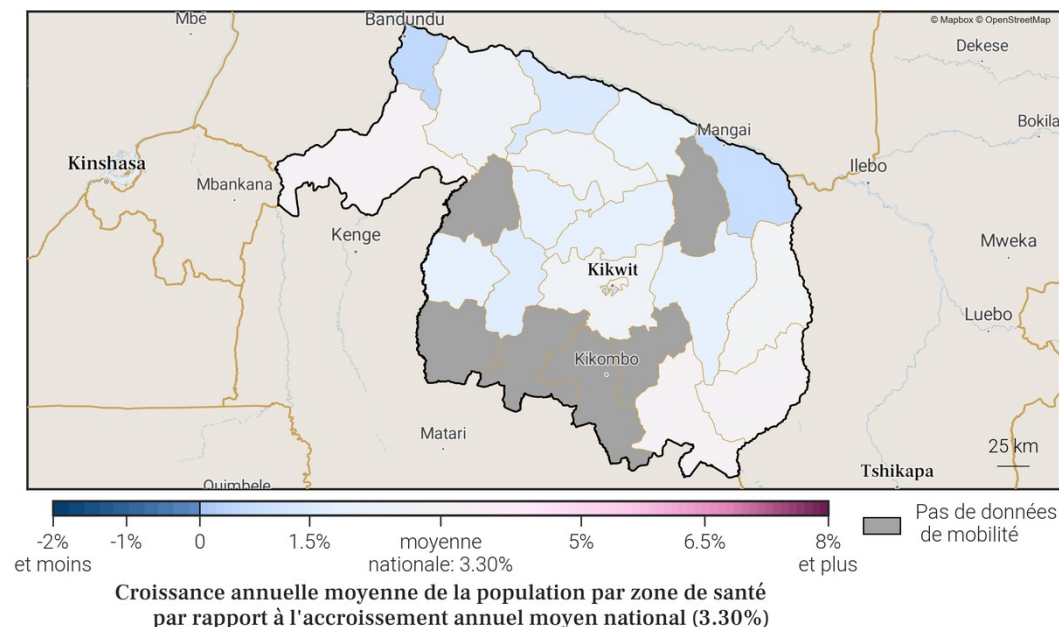 © Mapbox © OpenStreetMap
Mbé
Bandundu
Dekese
Bokila
Mangai
Kinshasa
Ilebo
Mbankana
Kenge
Mweka
Kikwit
Luebo
Kikombo
Matari
25 km
Tshikapa
Quimbele
-2%
et moins
-1%
0
1.5%
moyenne
nationale: 3.30%
5%
6.5%
8%
et plus
Pas de données
de mobilité
Croissance annuelle moyenne de la population par zone de santé
par rapport à l'accroissement annuel moyen national (3.30%)